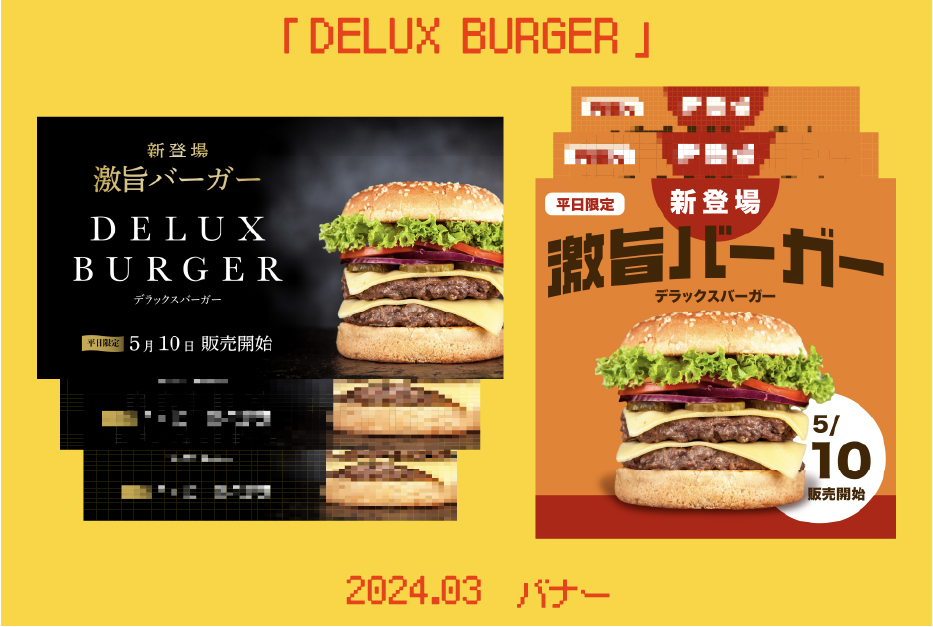 「DELUX BURGER」
新登場
激旨バーガー
DELUX
BURGER
デラックスバーガー
平日限定 5月10日 販売開始
平日限定
新登場
激旨バーガー
デラックスバーガー
5/
10
販売開始
2024.03 バナー